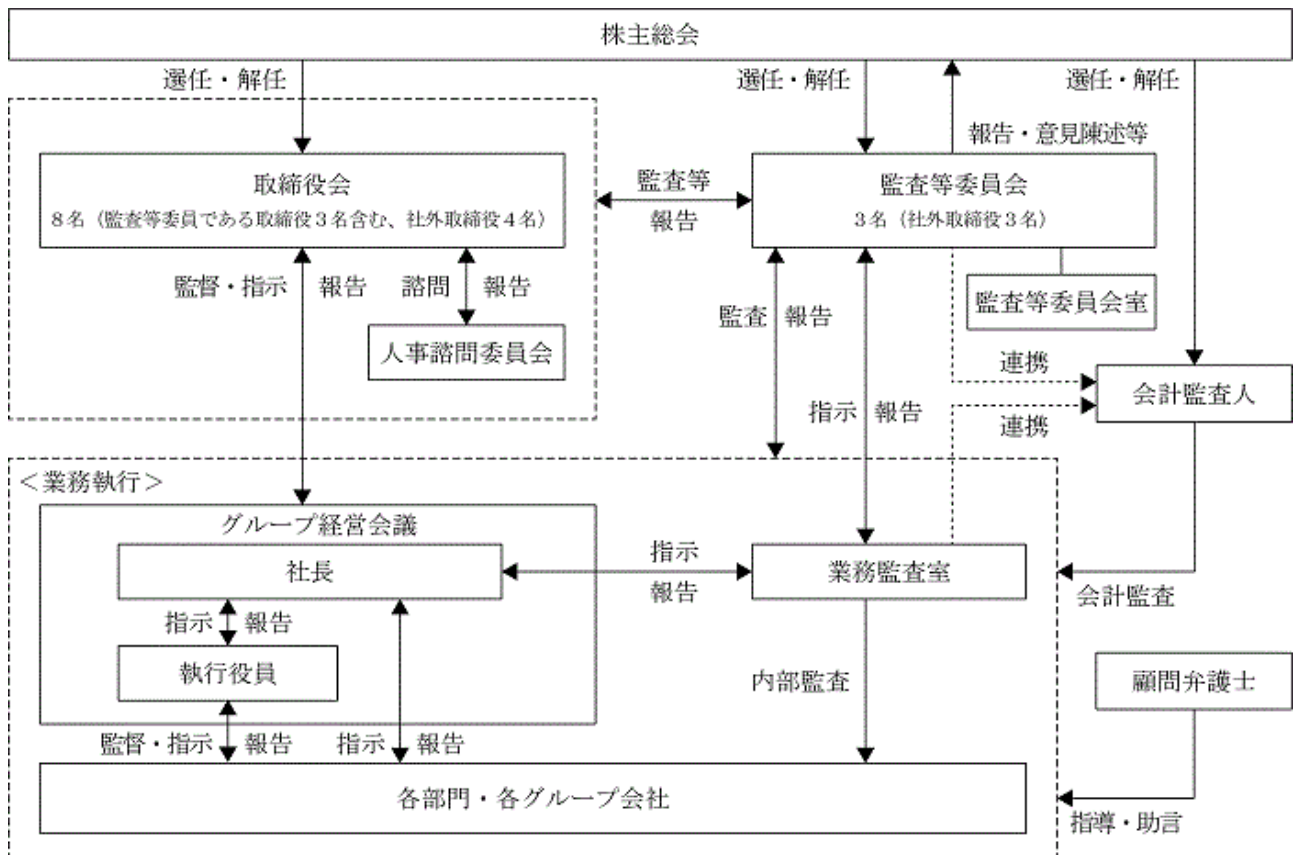 株主総会
選任・解任
選任・解任
選任・解任
報告・意見陳述等
取締役会
8名（監査等委員である取締役3名含む、社外取締役4名）
監査等
報告
監査等委員会
3名（社外取締役3名）
監督・指示 報告
諮問 報告
人事諮問委員会
監査 報告
監査等委員会室
連携
会計監査人
指示 報告
連携
＜業務執行＞
グループ経営会議
社長
指示
報告
業務監査室
会計監査
指示 報告
執行役員
内部監査
顧問弁護士
監督・指示 報告
指示 報告
各部門・各グループ会社
指導・助言